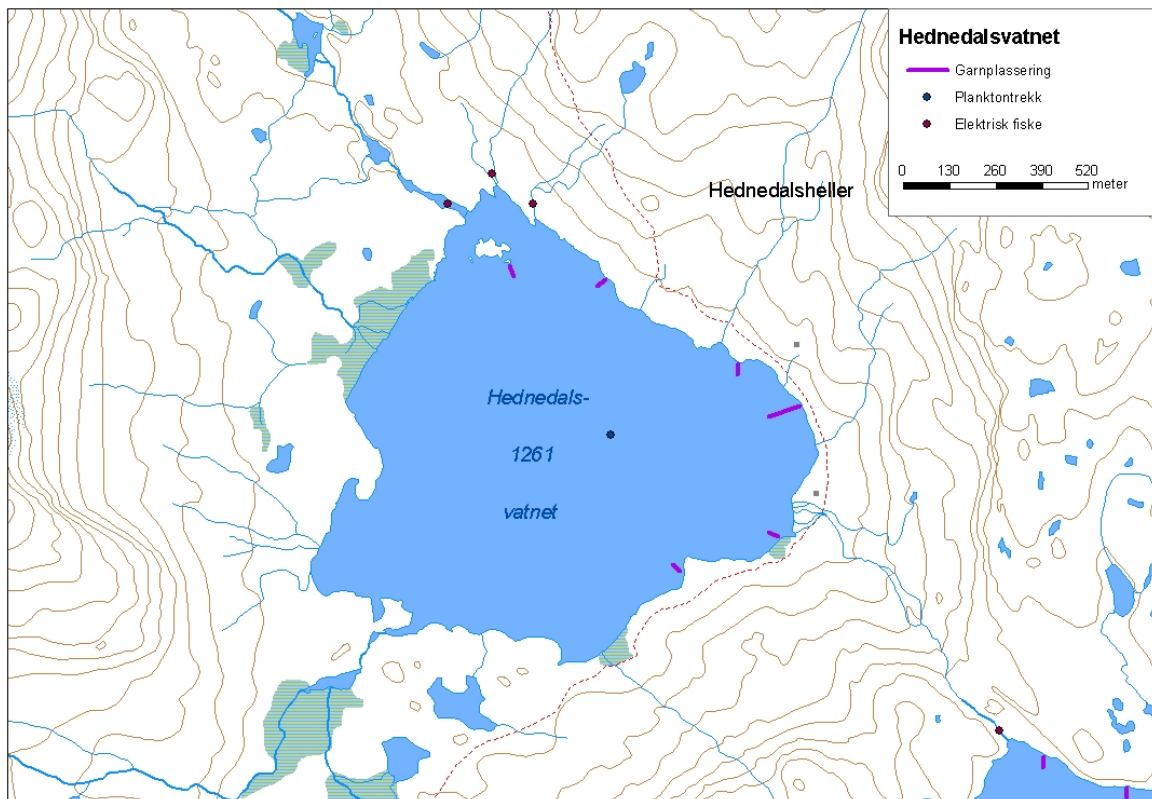 Hednedalsvatnet
Garnplassering
Planktontrekk
Elektrisk fiske
0 130 260 390 520 meter
Hednedalsheller
Hednedals-
1261
vatnet